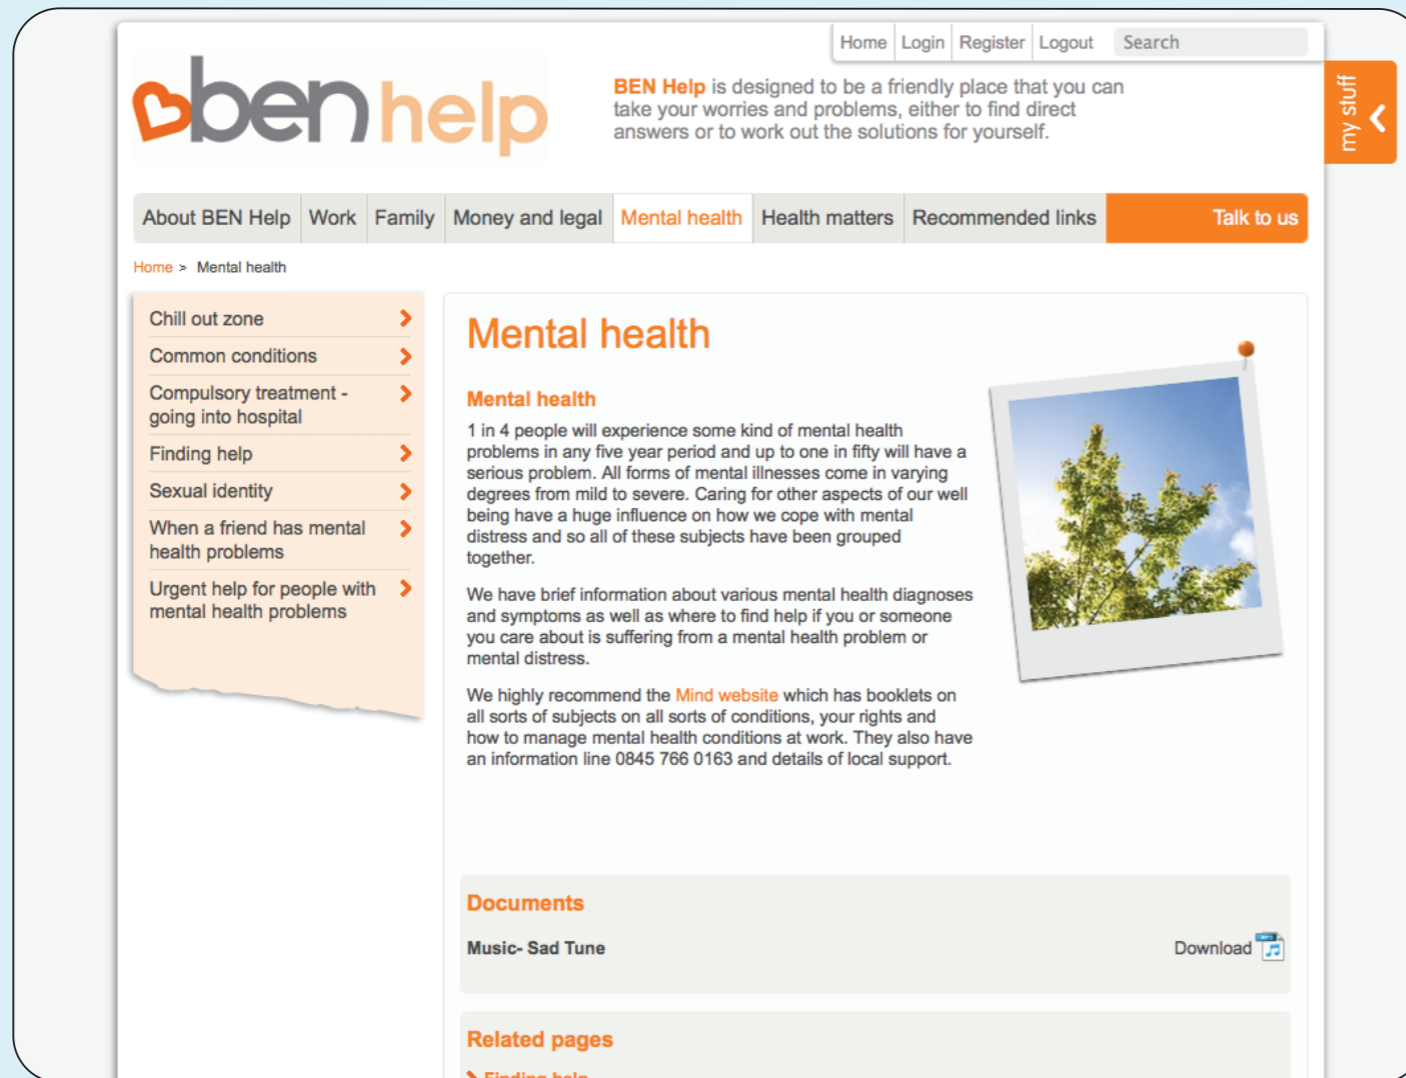 Home Login Register Logout Search
ben help
BEN Help is designed to be a friendly place that you can
take your worries and problems, either to find direct
answers or to work out the solutions for yourself.
my stuff
About BEN Help Work Family Money and legal Mental health Health matters Recommended links Talk to us
Home > Mental health
Chill out zone
Common conditions
Compulsory treatment -
going into hospital
Finding help
Sexual identity
When a friend has mental
health problems
Urgent help for people with
mental health problems
Mental health
Mental health
1 in 4 people will experience some kind of mental health
problems in any five year period and up to one in fifty will have a
serious problem. All forms of mental illnesses come in varying
degrees from mild to severe. Caring for other aspects of our well
being have a huge influence on how we cope with mental
distress and so all of these subjects have been grouped
together.
We have brief information about various mental health diagnoses
and symptoms as well as where to find help if you or someone
you care about is suffering from a mental health problem or
mental distress.
We highly recommend the Mind website which has booklets on
all sorts of subjects on all sorts of conditions, your rights and
how to manage mental health conditions at work. They also have
an information line 0845 766 0163 and details of local support.
Documents
Music- Sad Tune
Download
Related pages
Finding help